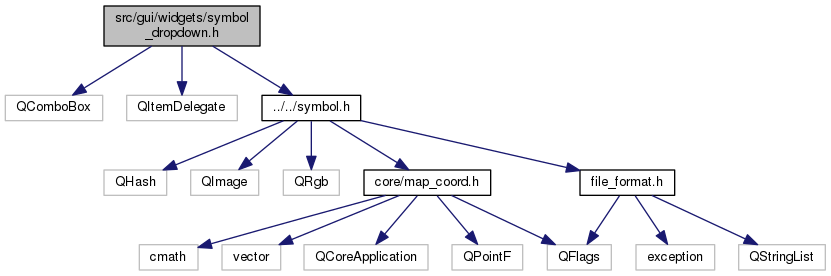 src/gui/widgets/symbol
_dropdown.h
QComboBox
QItemDelegate
../../symbol.h
QHash
QImage
QRgb
core/map_coord.h
file_format.h
cmath
vector
QCoreApplication
QPointF
QFlags
exception
QStringList